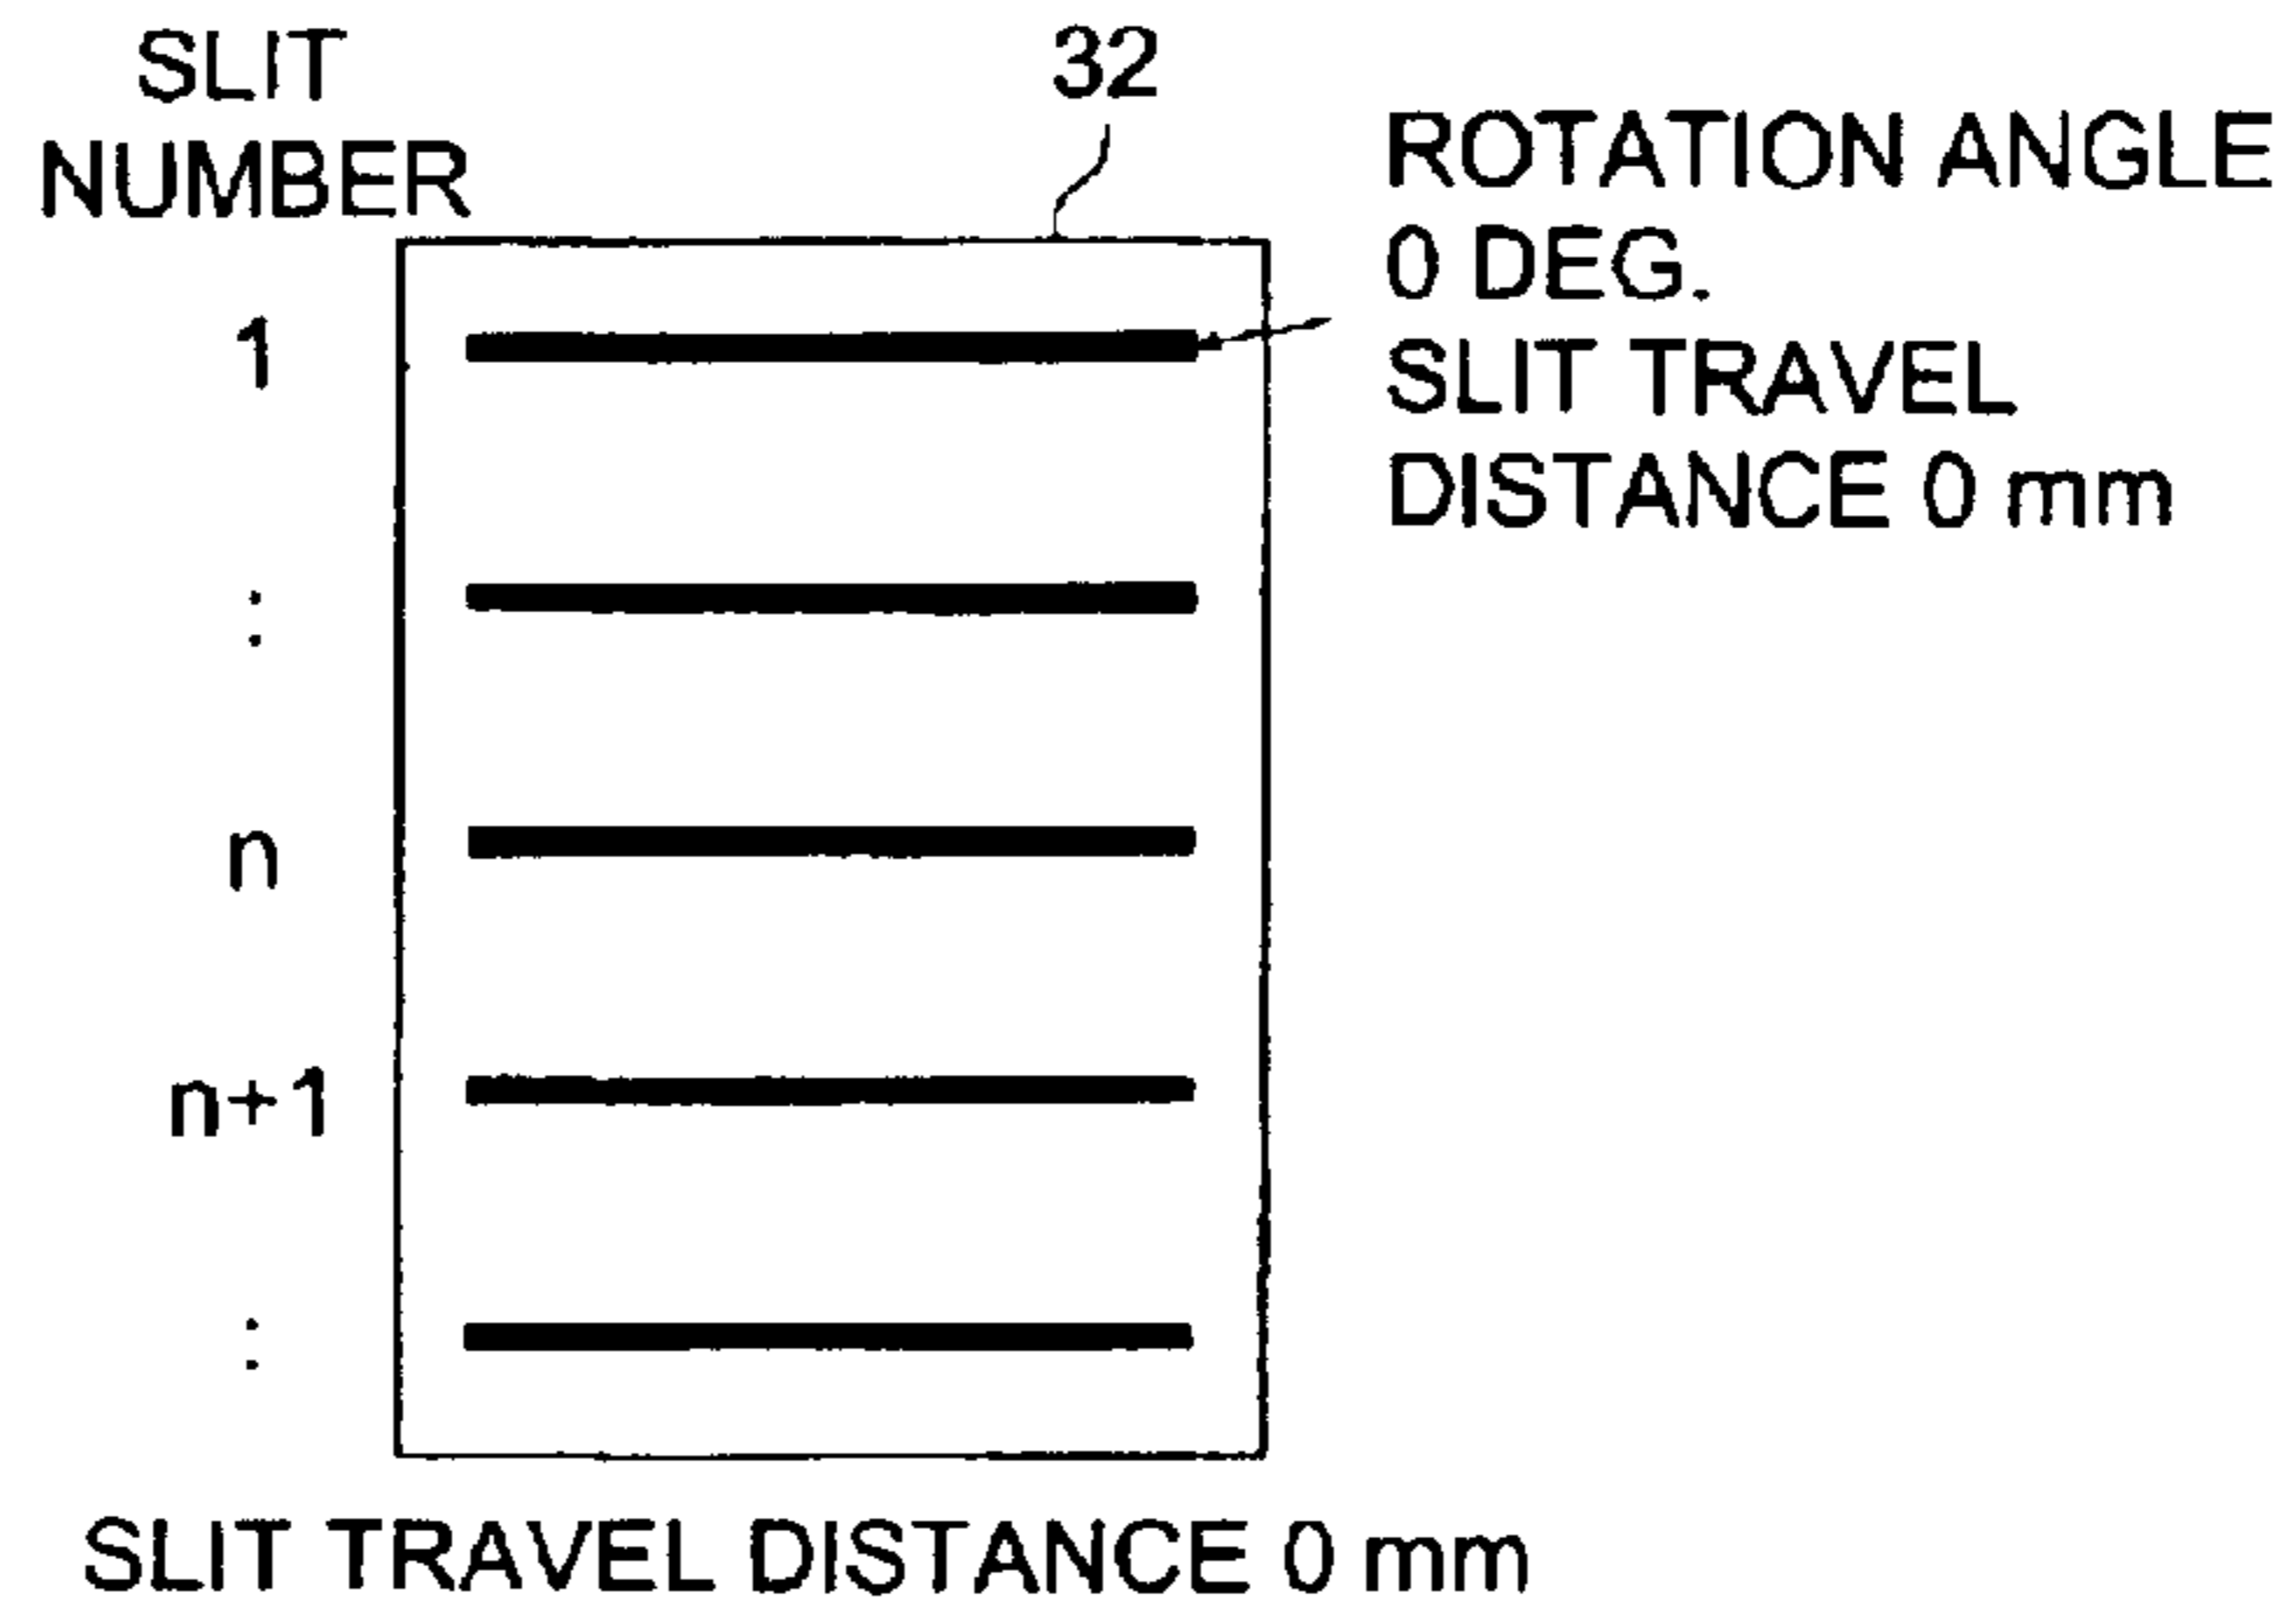 SLIT
NUMBER
32
ROTATION ANGLE
0 DEG.
SLIT TRAVEL
DISTANCE 0 mm
1
:
n
n+1
:
SLIT TRAVEL DISTANCE 0 mm